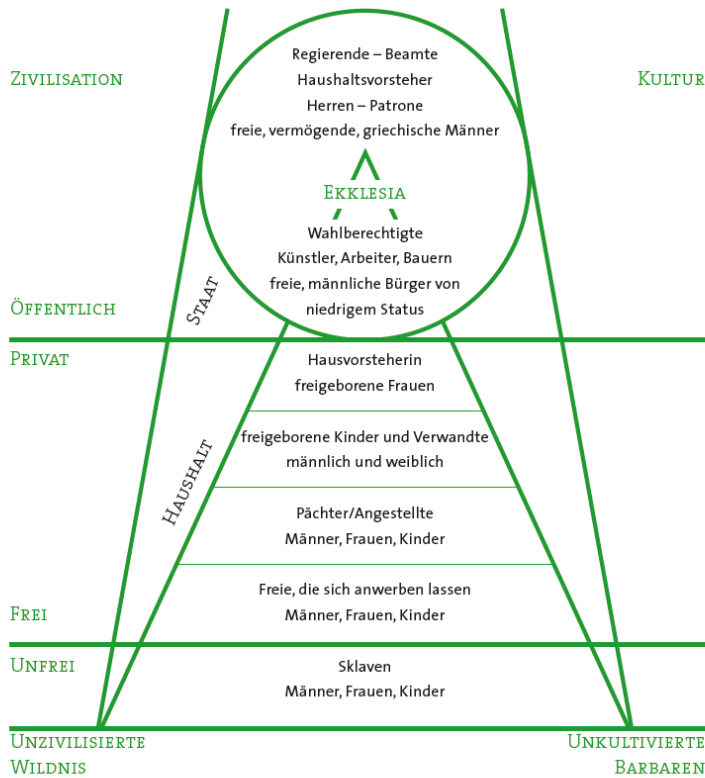 Regierende – Beamte
Haushaltsvorsteher
Herren – Patrone
freie, vermögende, griechische Männer
Zivilisation
Kultur
Ekklesia
Wahlberechtigte
Künstler, Arbeiter, Bauern
freie, männliche Bürger von
niedrigem Status
Staat
Öffentlich
Privat
Hausvorsteherin
freigeborene Frauen
freigeborene Kinder und Verwandte
männlich und weiblich
Haushalt
Pächter/Angestellte
Männer, Frauen, Kinder
Freie, die sich anwerben lassen
Männer, Frauen, Kinder
Frei
Unfrei
Sklaven
Männer, Frauen, Kinder
Unzivilisierte
Wildnis
Unkultivierte
Barbaren